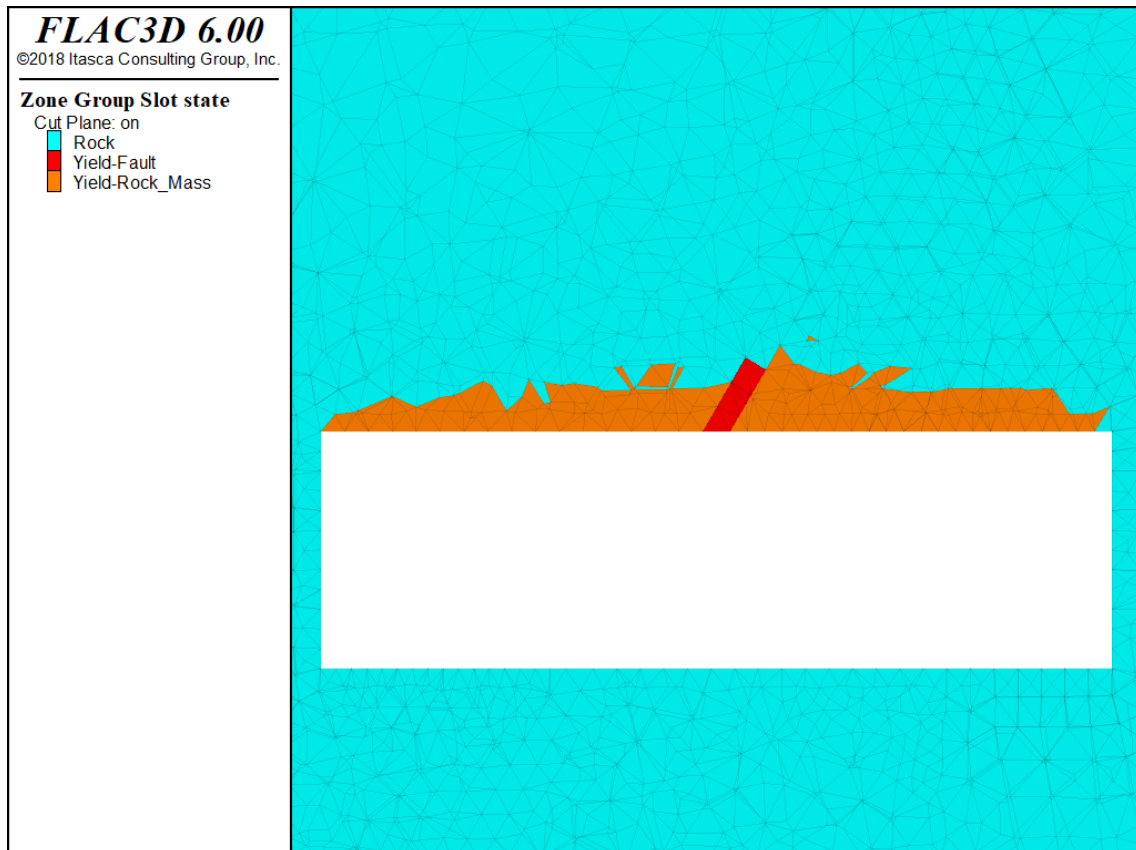 FLAC3D 6.00
©2018 Itasca Consulting Group, Inc.
Zone Group Slot state
Cut Plane: on
Rock
Yield-Fault
Yield-Rock_Mass